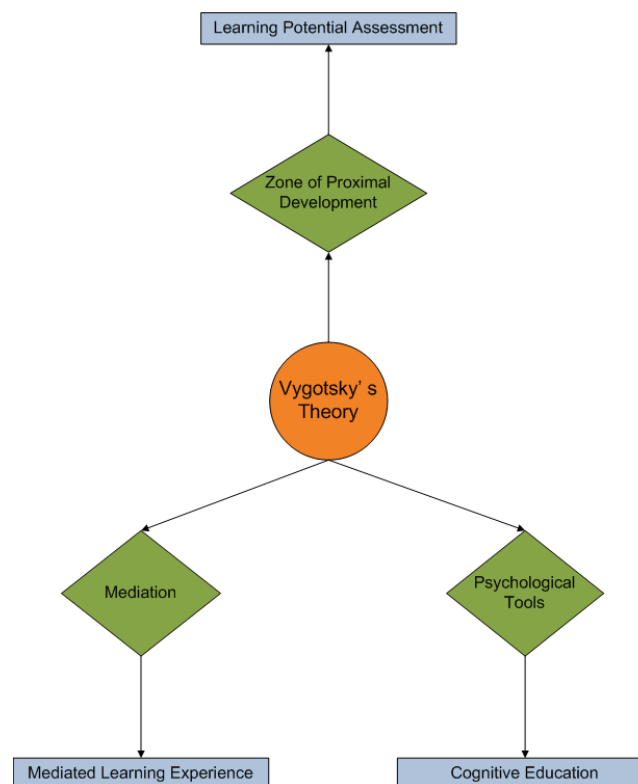 Learning Potential Assessment
Zone of Proximal
Development
Vygotsky' s
Theory
Mediation
Psychological
Tools
Mediated Learning Experience
Cognitive Education